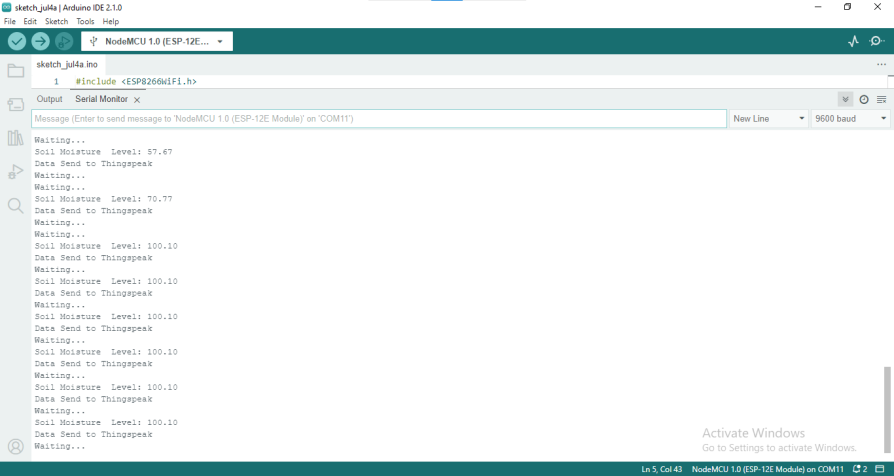 sketch_jul4a | Arduino IDE 2.1.0
File Edit Sketch Tools Help
NodeMCU 1.0 (ESP-12E...
sketch_jul4a.ino
1 #include <ESP8266WiFi.h>
Output Serial Monitor
Message (Enter to send message to 'NodeMCU 1.0 (ESP-12E Module)' on 'COM11') New Line 9600 baud
Waiting...
Soil Moisture Level: 57.67
Data Send to Thingspeak
Waiting...
Waiting...
Soil Moisture Level: 70.77
Data Send to Thingspeak
Waiting...
Waiting...
Soil Moisture Level: 100.10
Data Send to Thingspeak
Waiting...
Soil Moisture Level: 100.10
Data Send to Thingspeak
Waiting...
Soil Moisture Level: 100.10
Data Send to Thingspeak
Waiting...
Soil Moisture Level: 100.10
Data Send to Thingspeak
Waiting...
Soil Moisture Level: 100.10
Data Send to Thingspeak
Waiting...
Soil Moisture Level: 100.10
Data Send to Thingspeak
Waiting...
Activate Windows
Go to Settings to activate Windows.
Ln 5, Col 43 NodeMCU 1.0 (ESP-12E Module) on COM11 2